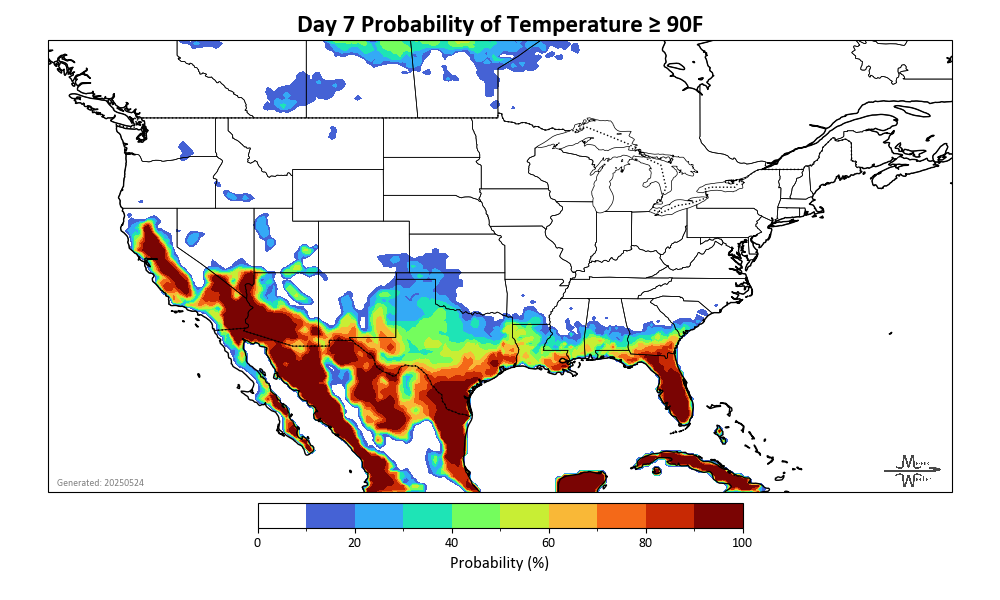 Day 7 Probability of Temperature ≥ 90F
Generated: 20250524
0 20 40 60 80 100
Probability (%)